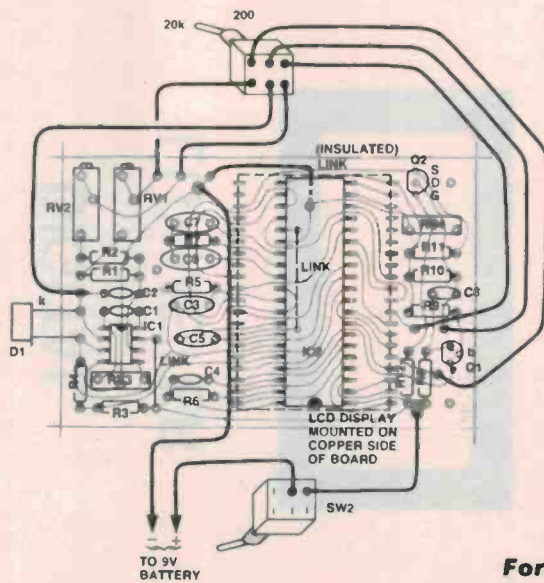 20k
200
(INSULATED)
LINK
Q2
S
D
G
RV2
RV1
C7
R2
R1
R11
R10
LINK
R5
k
C2
C1
C3
C8
IC1
D1
C5
b
Q1
LINK
C4
R3
R6
LCD DISPLAY
MOUNTED ON
COPPER SIDE
OF BOARD
SW2
− +
TO 9V
BATTERY
For